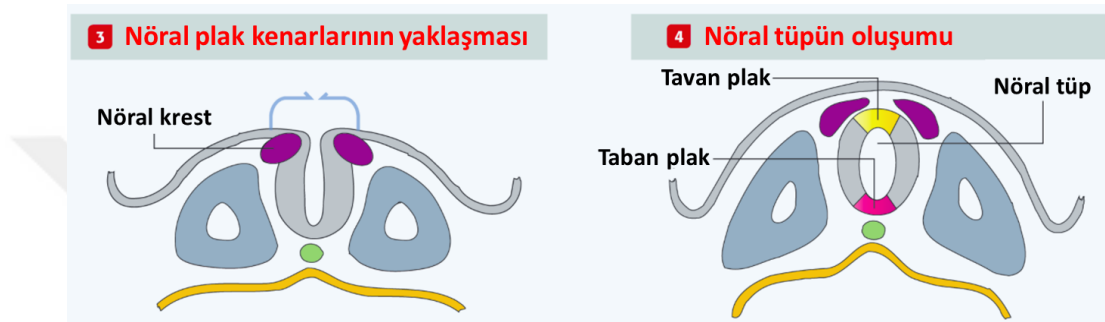 3 Nöral plak kenarlarının yaklaşması
Nöral krest
4 Nöral tüpün oluşumu
Tavan plak
Nöral tüp
Taban plak